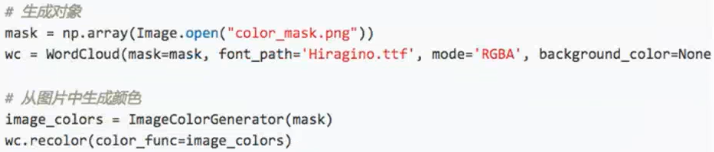 # 生成对象
mask = np.array(Image.open("color_mask.png"))
wc = WordCloud(mask=mask, font_path='Hiragino.ttf', mode='RGBA', background_color=None
# 从图片中生成颜色
image_colors = ImageColorGenerator(mask)
wc.recolor(color_func=image_colors)